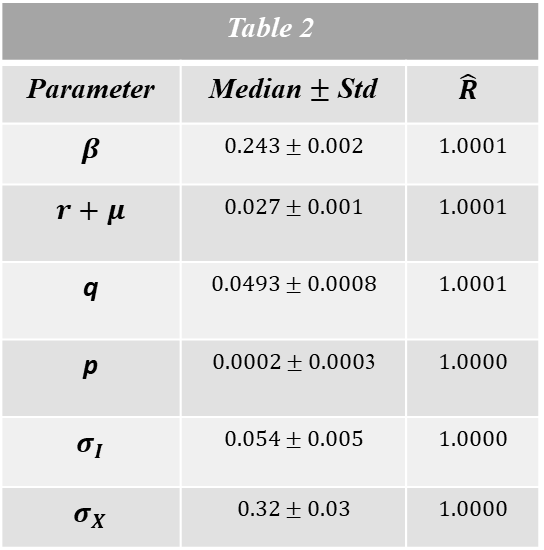 Table 2
Parameter Median ± Std R̂
β 0.243 ± 0.002 1.0001
r + μ 0.027 ± 0.001 1.0001
q 0.0493 ± 0.0008 1.0001
p 0.0002 ± 0.0003 1.0000
σI 0.054 ± 0.005 1.0000
σX 0.32 ± 0.03 1.0000